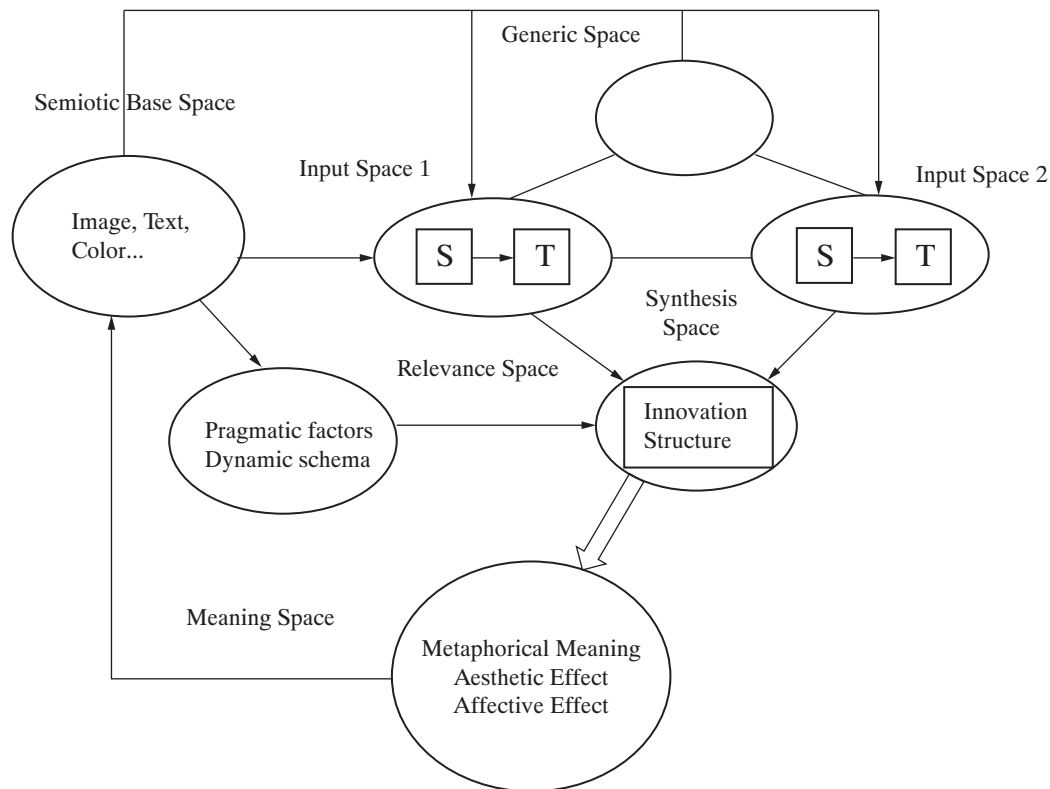 Generic Space
Semiotic Base Space
Input Space 1
Input Space 2
Image, Text,
Color...
S
T
S
T
Synthesis
Space
Relevance Space
Innovation
Structure
Pragmatic factors
Dynamic schema
Meaning Space
Metaphorical Meaning
Aesthetic Effect
Affective Effect